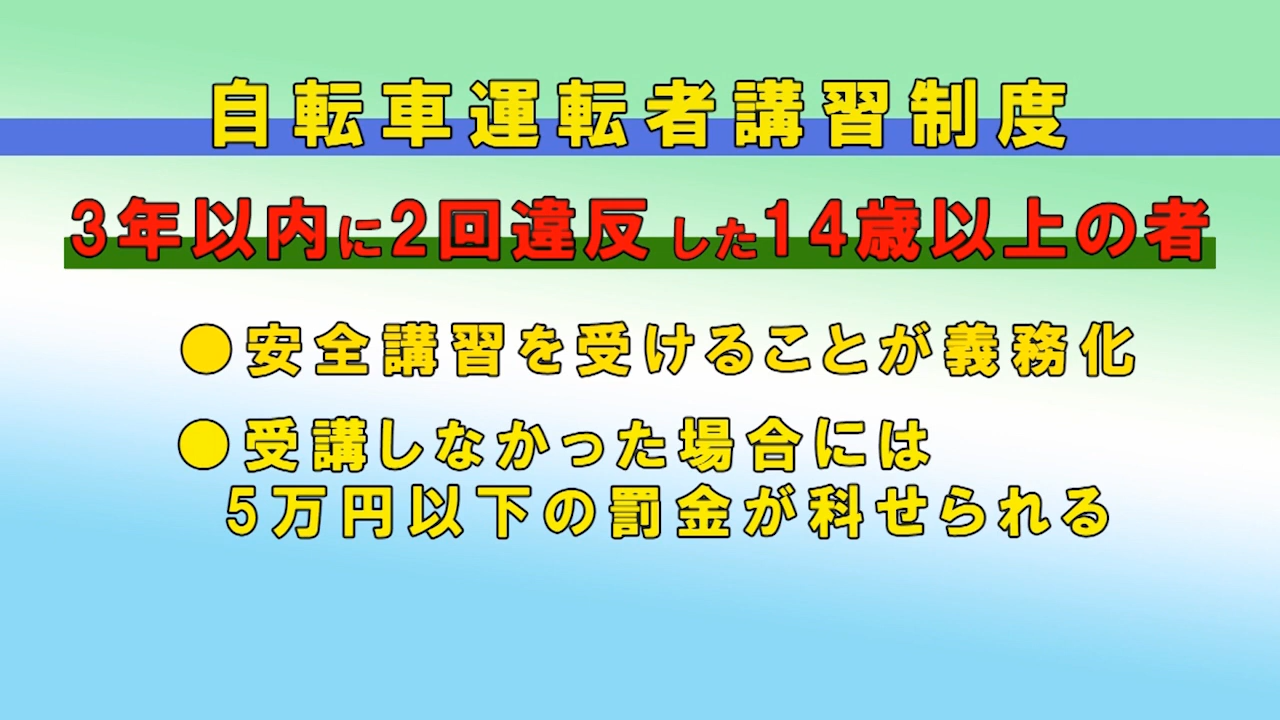 自転車運転者講習制度
3年以内に2回違反した14歳以上の者
●安全講習を受けることが義務化
●受講しなかった場合には
5万円以下の罰金が科せられる